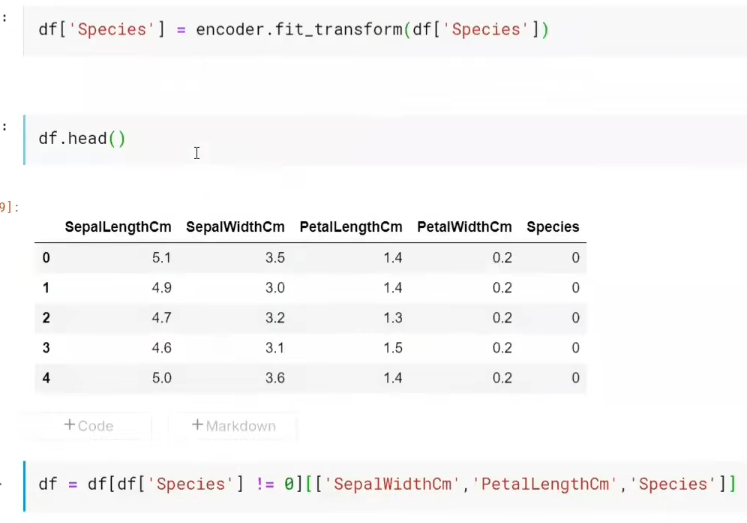 :
df['Species'] = encoder.fit_transform(df['Species'])
:
df.head()
9]:
SepalLengthCm SepalWidthCm PetalLengthCm PetalWidthCm Species
0 5.1 3.5 1.4 0.2 0
1 4.9 3.0 1.4 0.2 0
2 4.7 3.2 1.3 0.2 0
3 4.6 3.1 1.5 0.2 0
4 5.0 3.6 1.4 0.2 0
+Code +Markdown
df = df[df['Species'] != 0][['SepalWidthCm','PetalLengthCm','Species']]